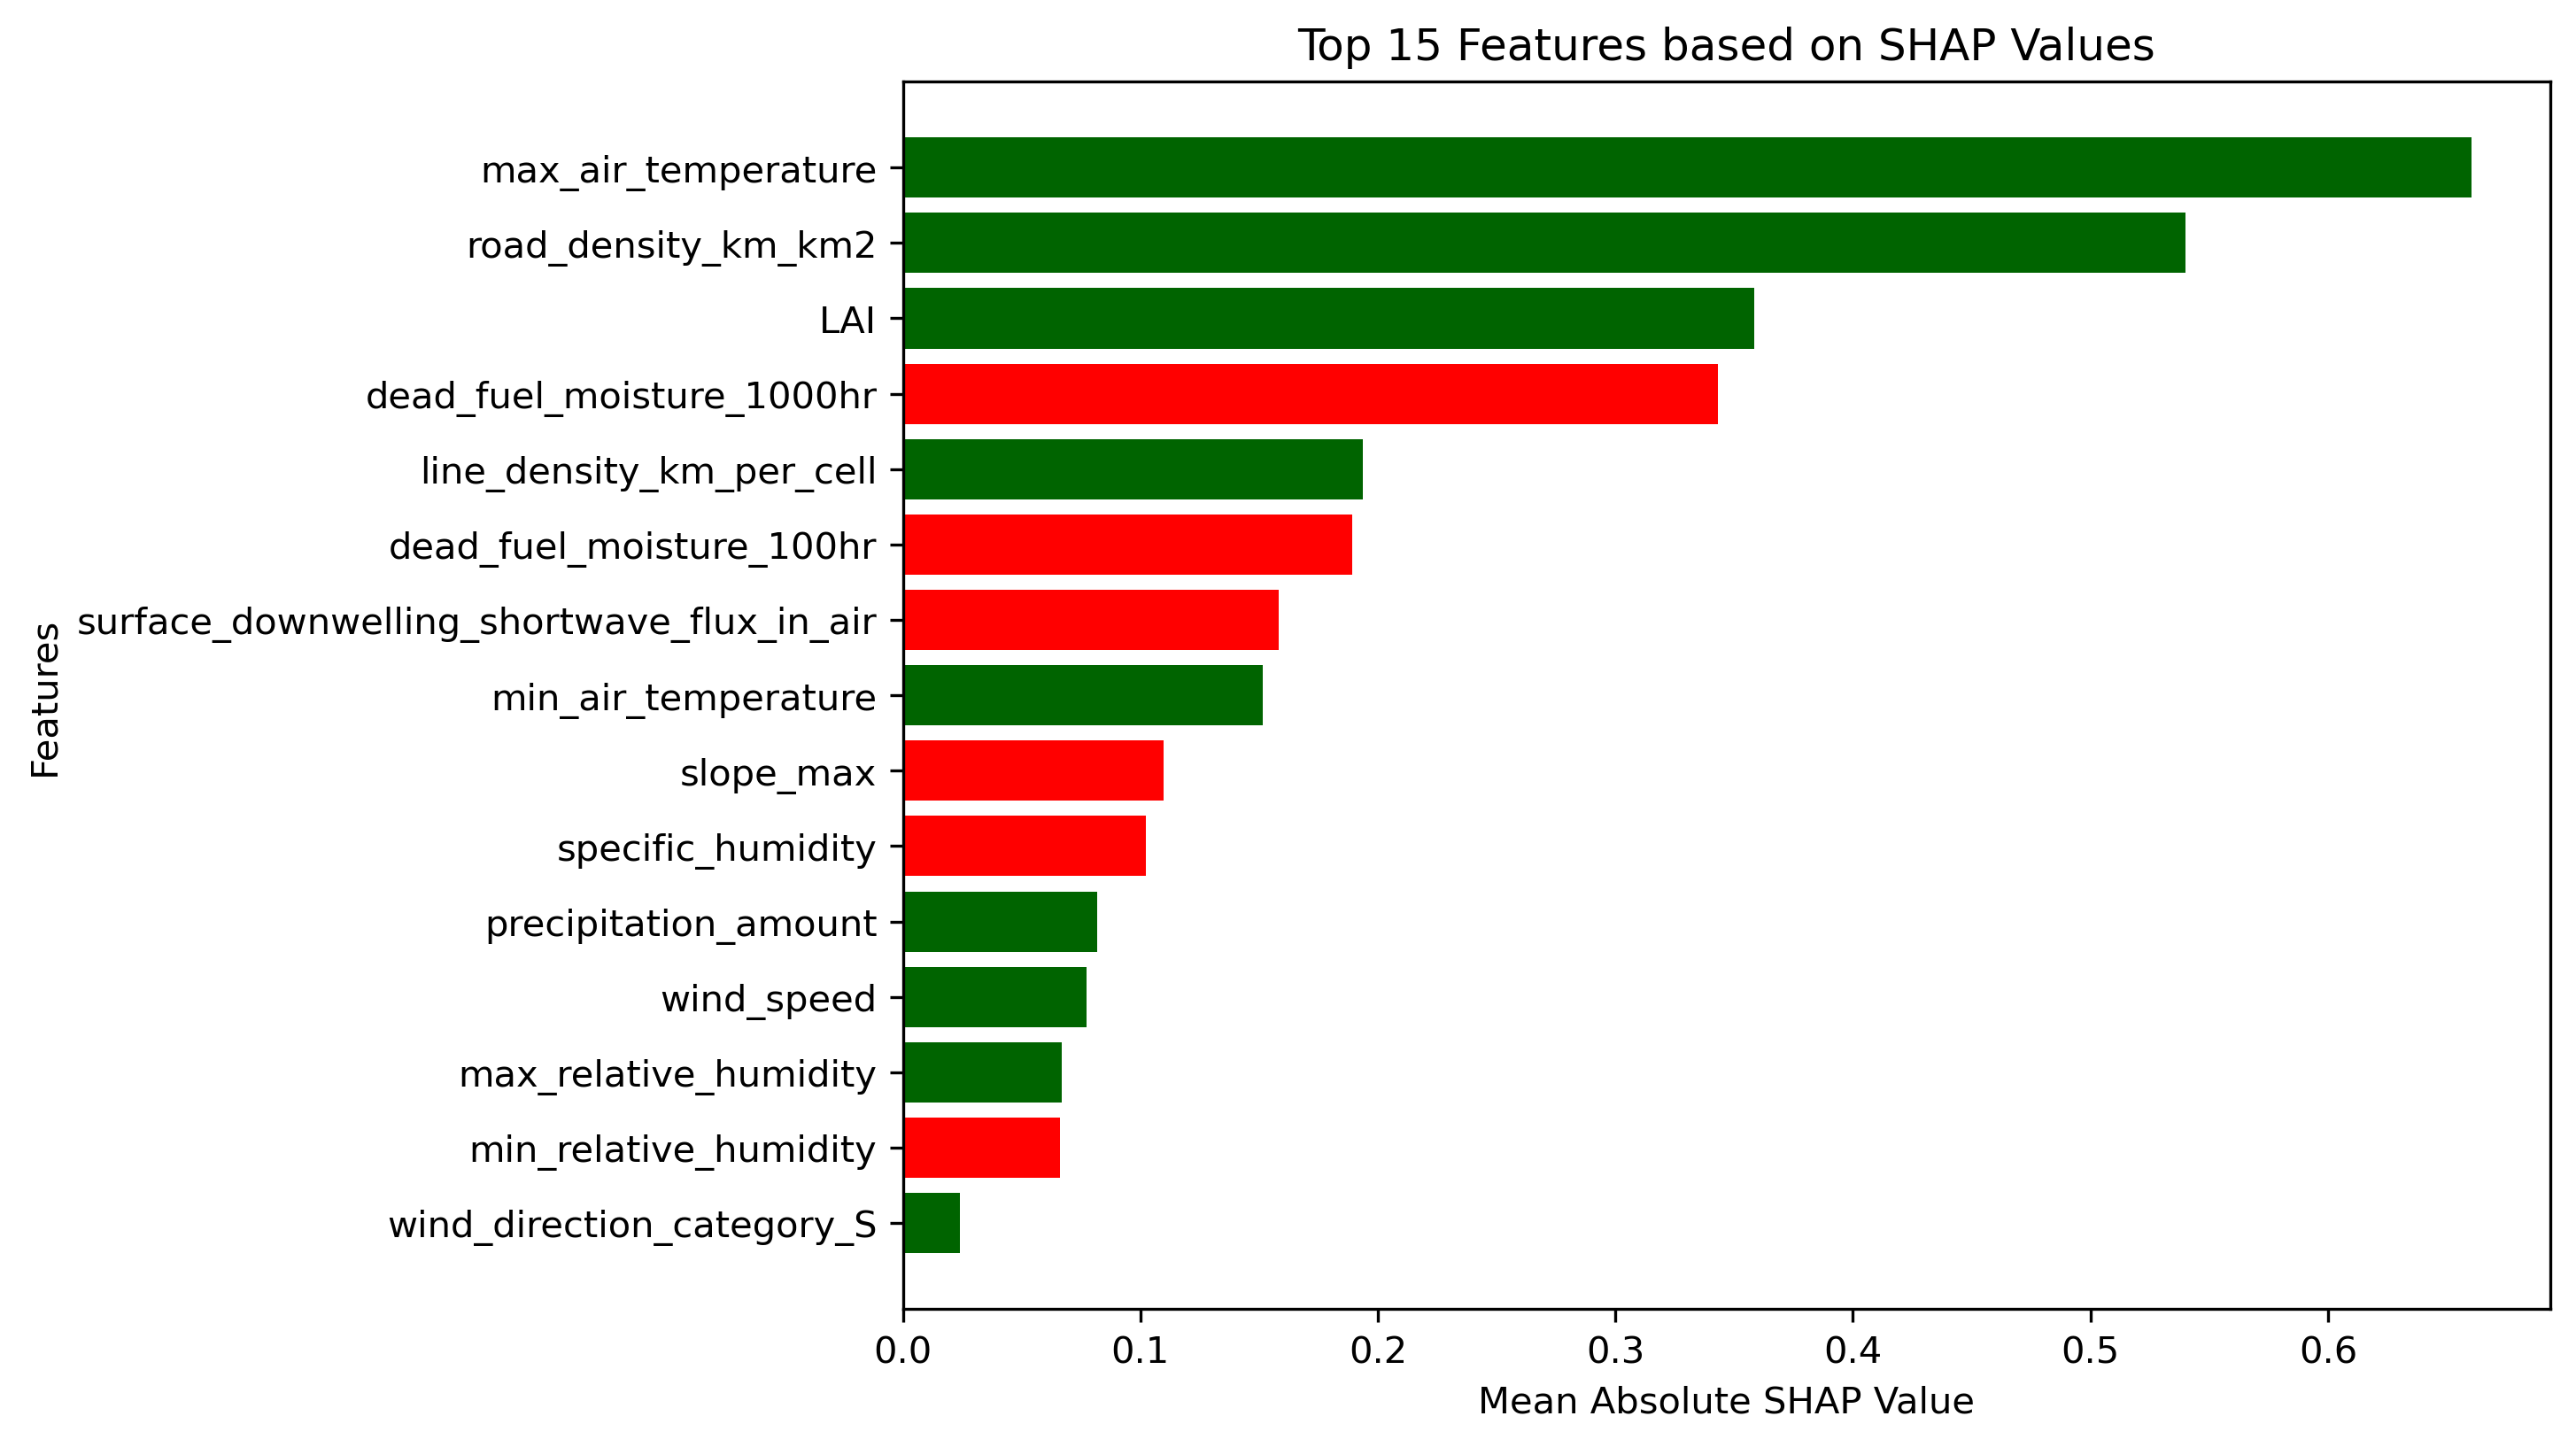 Top 15 Features based on SHAP Values
Features
max_air_temperature
road_density_km_km2
LAI
dead_fuel_moisture_1000hr
line_density_km_per_cell
dead_fuel_moisture_100hr
surface_downwelling_shortwave_flux_in_air
min_air_temperature
slope_max
specific_humidity
precipitation_amount
wind_speed
max_relative_humidity
min_relative_humidity
wind_direction_category_S
0.0 0.1 0.2 0.3 0.4 0.5 0.6
Mean Absolute SHAP Value